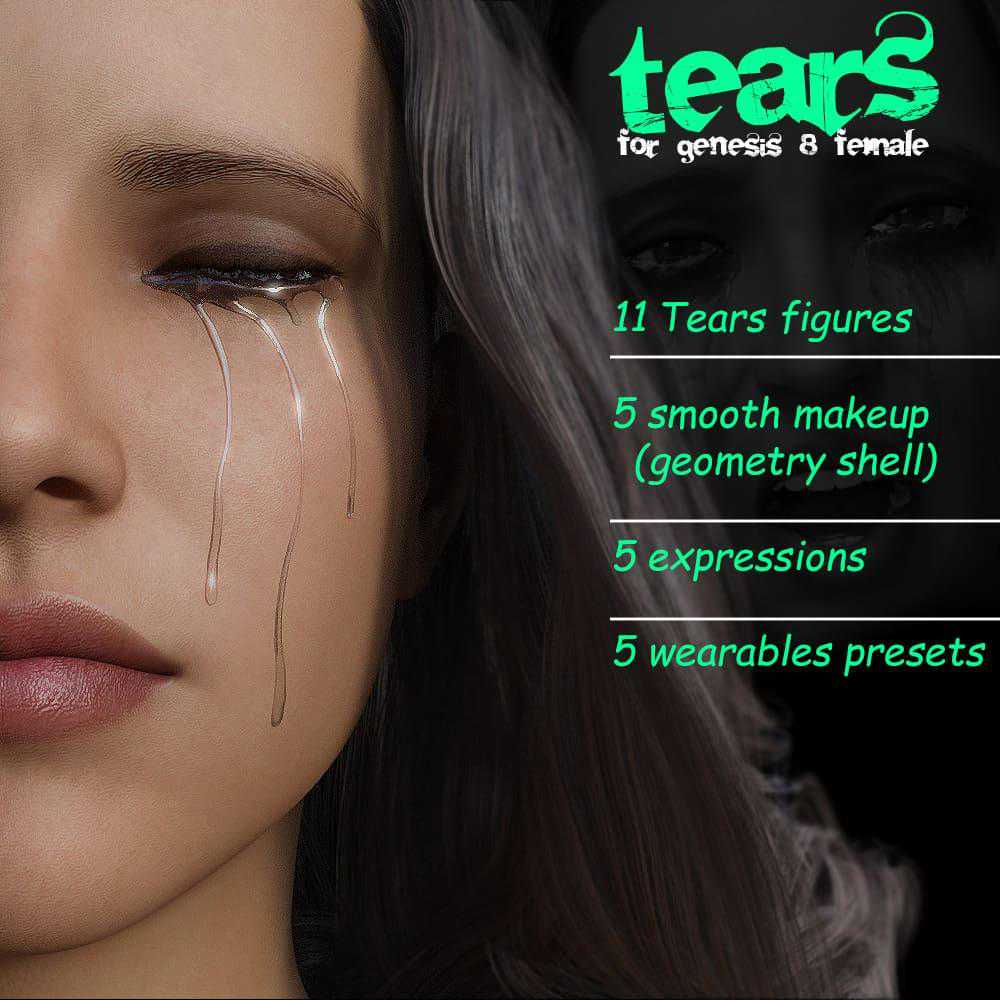 tears
for genesis 8 female
11 Tears figures
5 smooth makeup
(geometry shell)
5 expressions
5 wearables presets